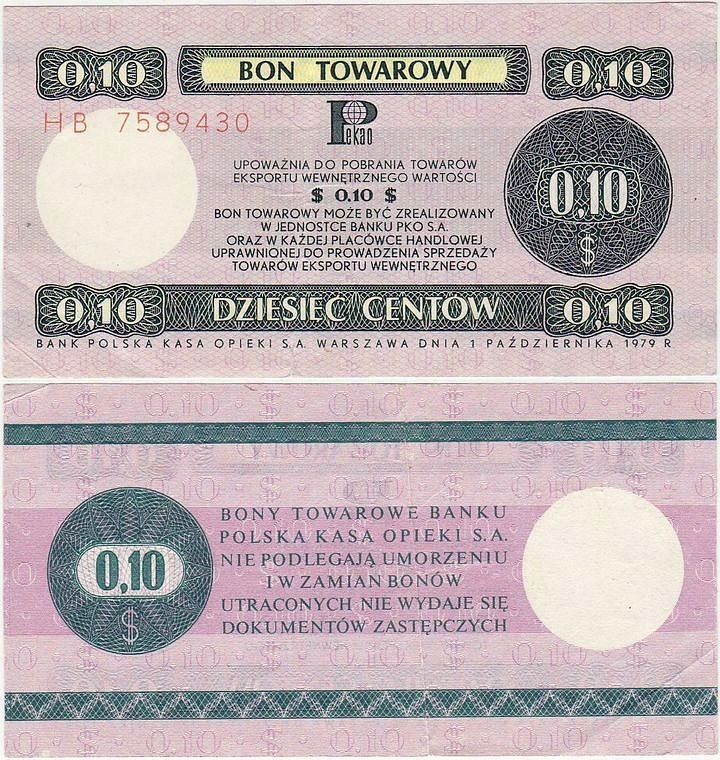 0,10 BON TOWAROWY 0,10
HB 7589430
Pekao
UPOWAŻNIA DO POBRANIA TOWARÓW
EKSPORTU WEWNĘTRZNEGO WARTOŚCI
$ 0.10 $
BON TOWAROWY MOŻE BYĆ ZREALIZOWANY
W JEDNOSTCE BANKU PKO S.A.
ORAZ W KAŻDEJ PLACÓWCE HANDLOWEJ
UPRAWNIONEJ DO PROWADZENIA SPRZEDAŻY
TOWARÓW EKSPORTU WEWNĘTRZNEGO
0,10
$
0,10 DZIESIĘĆ CENTÓW 0,10
BANK POLSKA KASA OPIEKI S.A. WARSZAWA DNIA 1 PAŹDZIERNIKA 1979 R
0,10
$
BONY TOWAROWE BANKU
POLSKA KASA OPIEKI S.A.
NIE PODLEGAJĄ UMORZENIU
I W ZAMIAN BONÓW
UTRACONYCH NIE WYDAJE SIĘ
DOKUMENTÓW ZASTĘPCZYCH